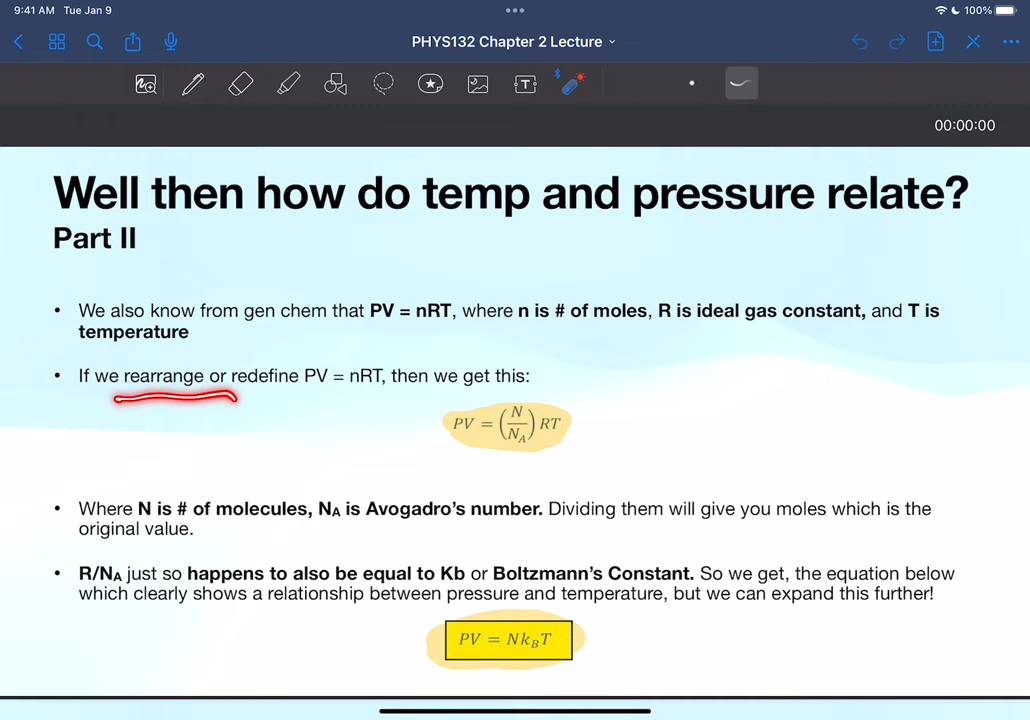 9:41 AM Tue Jan 9
100%
PHYS132 Chapter 2 Lecture
T
00:00:00
Well then how do temp and pressure relate?
Part II
• We also know from gen chem that PV = nRT, where n is # of moles, R is ideal gas constant, and T is
temperature
• If we rearrange or redefine PV = nRT, then we get this:
PV = (N/N_A) RT
• Where N is # of molecules, NA is Avogadro’s number. Dividing them will give you moles which is the
original value.
• R/NA just so happens to also be equal to Kb or Boltzmann’s Constant. So we get, the equation below
which clearly shows a relationship between pressure and temperature, but we can expand this further!
PV = Nk_BT